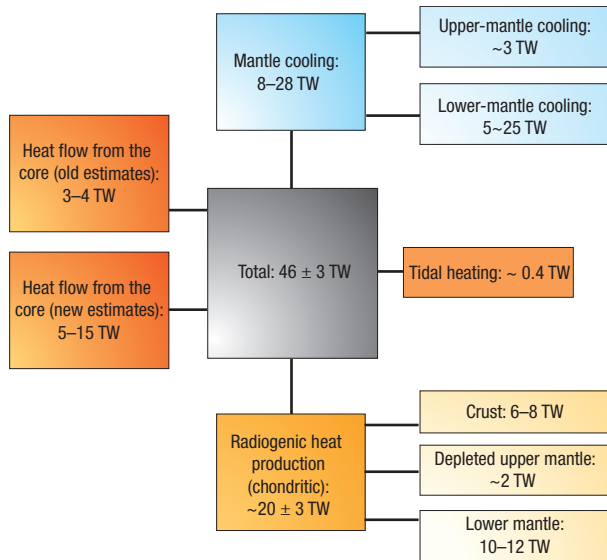 Upper-mantle cooling:
~3 TW
Mantle cooling:
8–28 TW
Lower-mantle cooling:
5~25 TW
Heat flow from the
core (old estimates):
3–4 TW
Total: 46 ± 3 TW
Tidal heating: ~ 0.4 TW
Heat flow from the
core (new estimates):
5–15 TW
Crust: 6–8 TW
Radiogenic heat
production
(chondritic):
~20 ± 3 TW
Depleted upper mantle:
~2 TW
Lower mantle:
10–12 TW